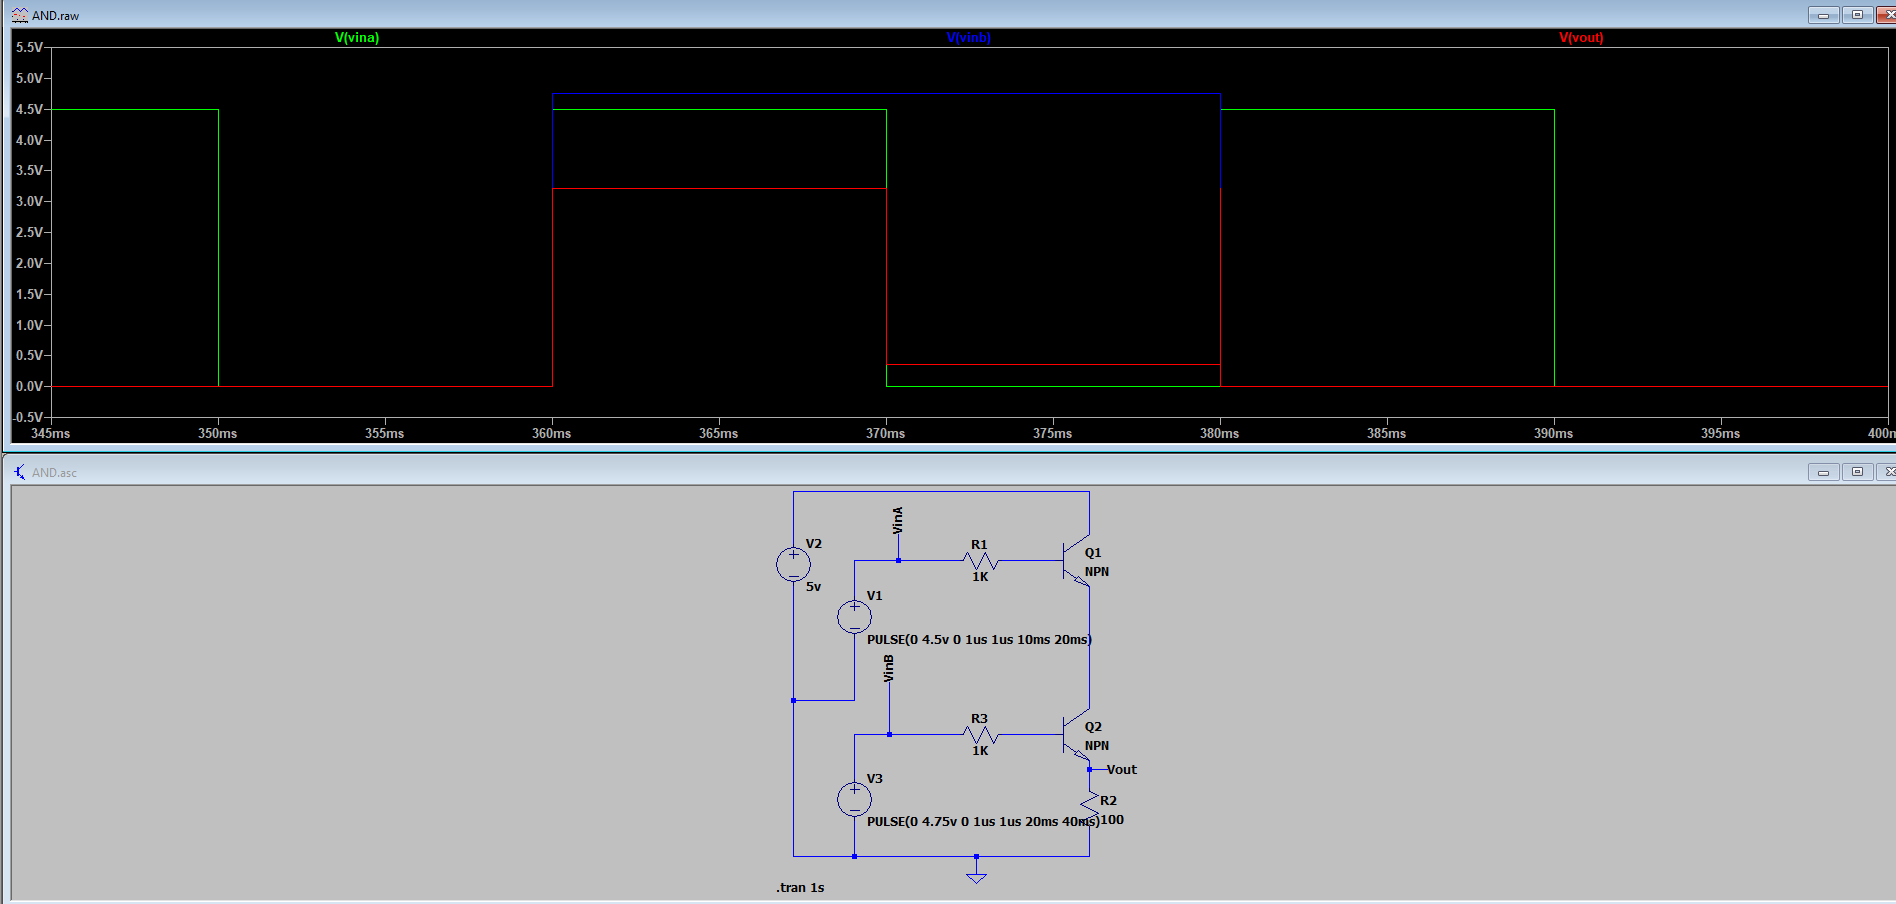 AND.raw
V(vina) V(vinb) V(vout)
5.5V
5.0V
4.5V
4.0V
3.5V
3.0V
2.5V
2.0V
1.5V
1.0V
0.5V
0.0V
-0.5V
345ms 350ms 355ms 360ms 365ms 370ms 375ms 380ms 385ms 390ms 395ms 400m
AND.asc
VinA
V2
5v
R1
1K
Q1
NPN
V1
PULSE(0 4.5v 0 1us 1us 10ms 20ms)
VinB
R3
1K
Q2
NPN
Vout
V3
PULSE(0 4.75v 0 1us 1us 20ms 40ms)
R2
100
.tran 1s